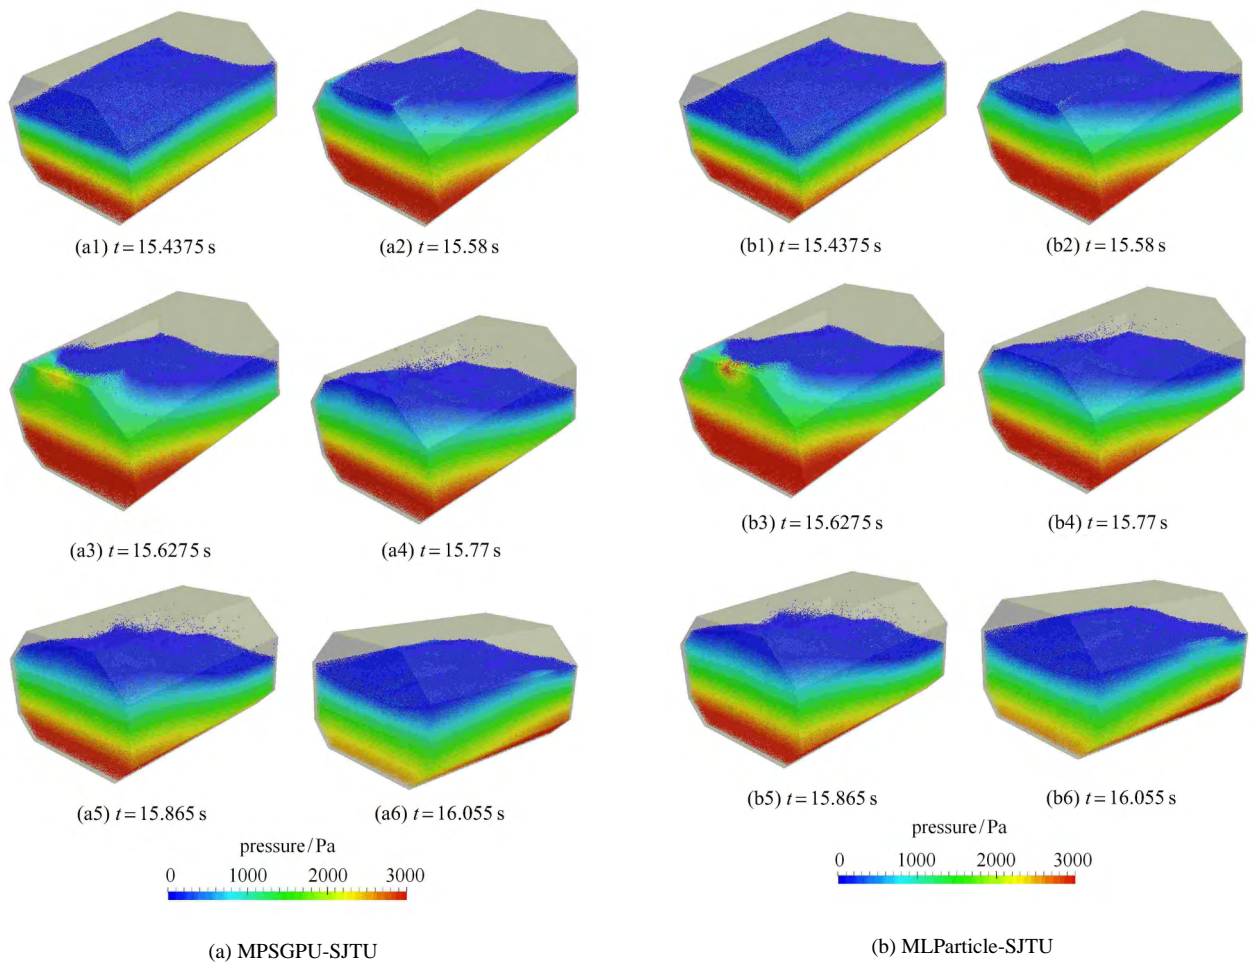 (a1) t = 15.4375 s
(a2) t = 15.58 s
(b1) t = 15.4375 s
(b2) t = 15.58 s
(a3) t = 15.6275 s
(a4) t = 15.77 s
(b3) t = 15.6275 s
(b4) t = 15.77 s
(a5) t = 15.865 s
(a6) t = 16.055 s
(b5) t = 15.865 s
(b6) t = 16.055 s
pressure / Pa
0 1000 2000 3000
pressure / Pa
0 1000 2000 3000
(a) MPSGPU-SJTU
(b) MLParticle-SJTU